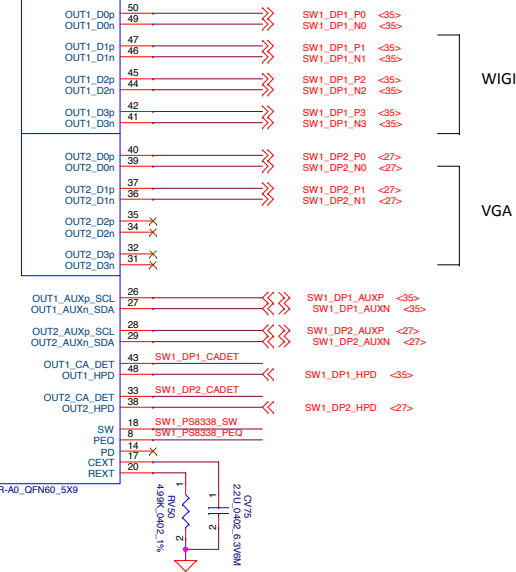 OUT1_D0p 50 SW1_DP1_P0 <35>
OUT1_D0n 49 SW1_DP1_N0 <35>
OUT1_D1p 47 SW1_DP1_P1 <35>
OUT1_D1n 46 SW1_DP1_N1 <35>
WIGI
OUT1_D2p 45 SW1_DP1_P2 <35>
OUT1_D2n 44 SW1_DP1_N2 <35>
OUT1_D3p 42 SW1_DP1_P3 <35>
OUT1_D3n 41 SW1_DP1_N3 <35>
OUT2_D0p 40 SW1_DP2_P0 <27>
OUT2_D0n 39 SW1_DP2_N0 <27>
OUT2_D1p 37 SW1_DP2_P1 <27>
OUT2_D1n 36 SW1_DP2_N1 <27>
VGA
OUT2_D2p 35
OUT2_D2n 34
OUT2_D3p 32
OUT2_D3n 31
OUT1_AUXp_SCL 26 SW1_DP1_AUXP <35>
OUT1_AUXn_SDA 27 SW1_DP1_AUXN <35>
OUT2_AUXp_SCL 28 SW1_DP2_AUXP <27>
OUT2_AUXn_SDA 29 SW1_DP2_AUXN <27>
OUT1_CA_DET 43 SW1_DP1_CADET
OUT1_HPD 48 SW1_DP1_HPD <35>
OUT2_CA_DET 33 SW1_DP2_CADET
OUT2_HPD 38 SW1_DP2_HPD <27>
SW 18 SW1_PS8338_SW
PEQ 8 SW1_PS8338_PEQ
PD 14
CEXT 17
REXT 20
R-A0_QFN60_5X9
1
2
RV50
4.99K_0402_1%
1
2
CV75
2.2U_0402_6.3V6M